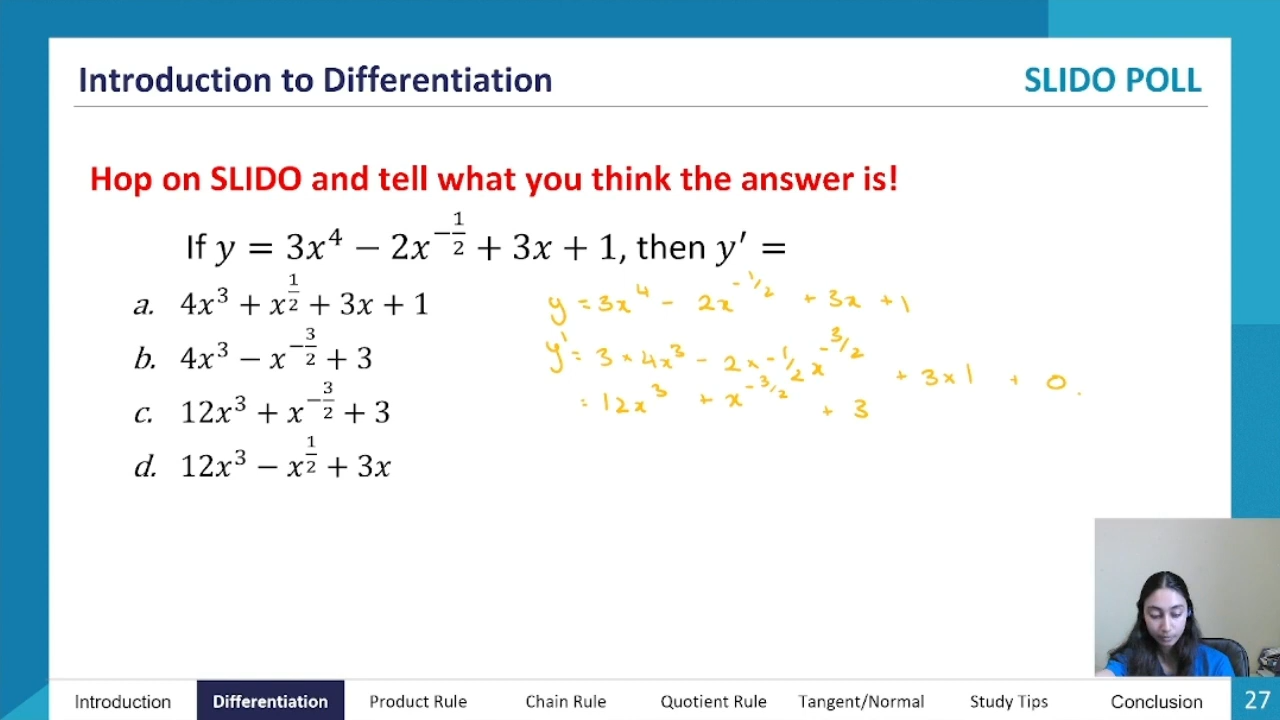 Introduction to Differentiation SLIDO POLL
Hop on SLIDO and tell what you think the answer is!
If y = 3x⁴ − 2x^(−1/2) + 3x + 1, then y′ =
a. 4x³ + x^(1/2) + 3x + 1
b. 4x³ − x^(−3/2) + 3
c. 12x³ + x^(−3/2) + 3
d. 12x³ − x^(1/2) + 3x
y = 3x⁴ − 2x^(−1/2) + 3x + 1
y' = 3 × 4x³ − 2 × −1/2 x^(−3/2) + 3 × 1 + 0.
= 12x³ + x^(−3/2) + 3
Introduction Differentiation Product Rule Chain Rule Quotient Rule Tangent/Normal Study Tips Conclusion 27